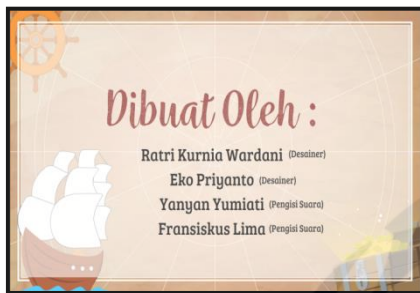 Dibuat Oleh :
Ratri Kurnia Wardani (Desainer)
Eko Priyanto (Desainer)
Yanyan Yumiati (Pengisi Suara)
Fransiskus Lima (Pengisi Suara)